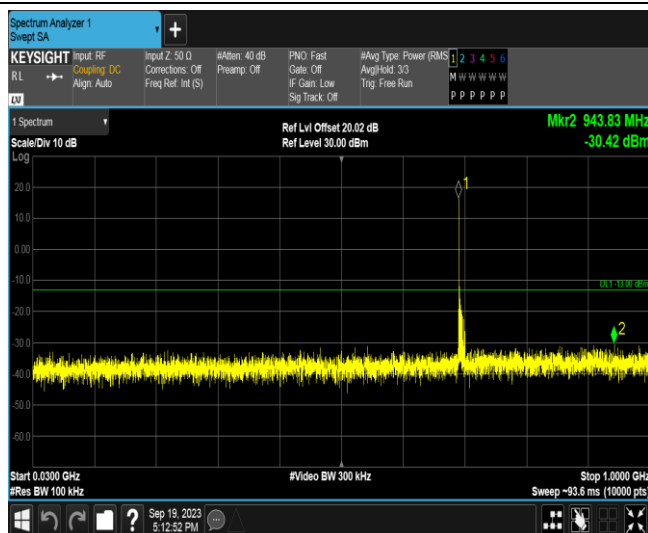 Spectrum Analyzer 1
Swept SA
KEYSIGHT
RL
LXI
Input: RF
Coupling: DC
Align: Auto
Input Z: 50 Ω
Corrections: Off
Freq Ref: Int (S)
#Atten: 40 dB
Preamp: Off
PNO: Fast
Gate: Off
IF Gain: Low
Sig Track: Off
#Avg Type: Power (RMS
Avg|Hold: 3/3
Trig: Free Run
1 2 3 4 5 6
M W W W W W
P P P P P P
1 Spectrum
Scale/Div 10 dB
Ref Lvl Offset 20.02 dB
Ref Level 30.00 dBm
Mkr2 943.83 MHz
-30.42 dBm
Log
1
20.0
10.0
0.00
-10.0
DL1 -13.00 dBm
-20.0
2
-30.0
-40.0
-50.0
-60.0
Start 0.0300 GHz
#Res BW 100 kHz
#Video BW 300 kHz
Stop 1.0000 GHz
Sweep ~93.6 ms (10000 pts)
?
Sep 19, 2023
5:12:52 PM